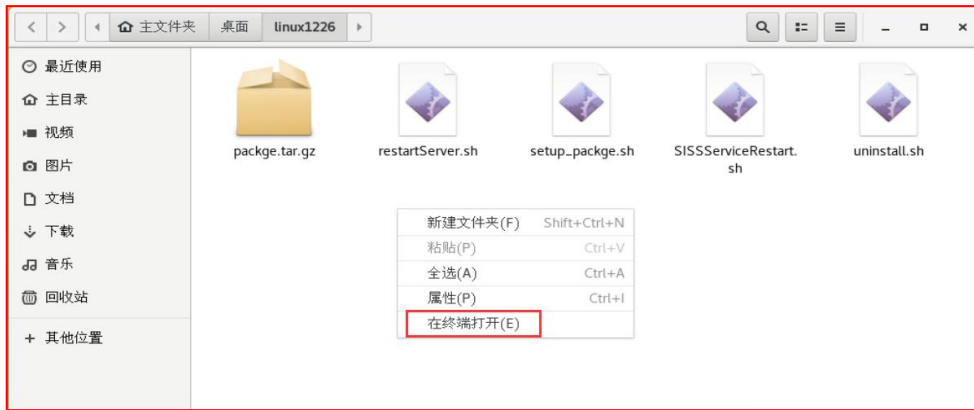 主文件夹 桌面 linux1226
最近使用
主目录
视频
图片
文档
下载
音乐
回收站
+ 其他位置
packge.tar.gz
restartServer.sh
setup_packge.sh
SISSServiceRestart.
sh
uninstall.sh
新建文件夹(F) Shift+Ctrl+N
粘贴(P) Ctrl+V
全选(A) Ctrl+A
属性(P) Ctrl+I
在终端打开(E)